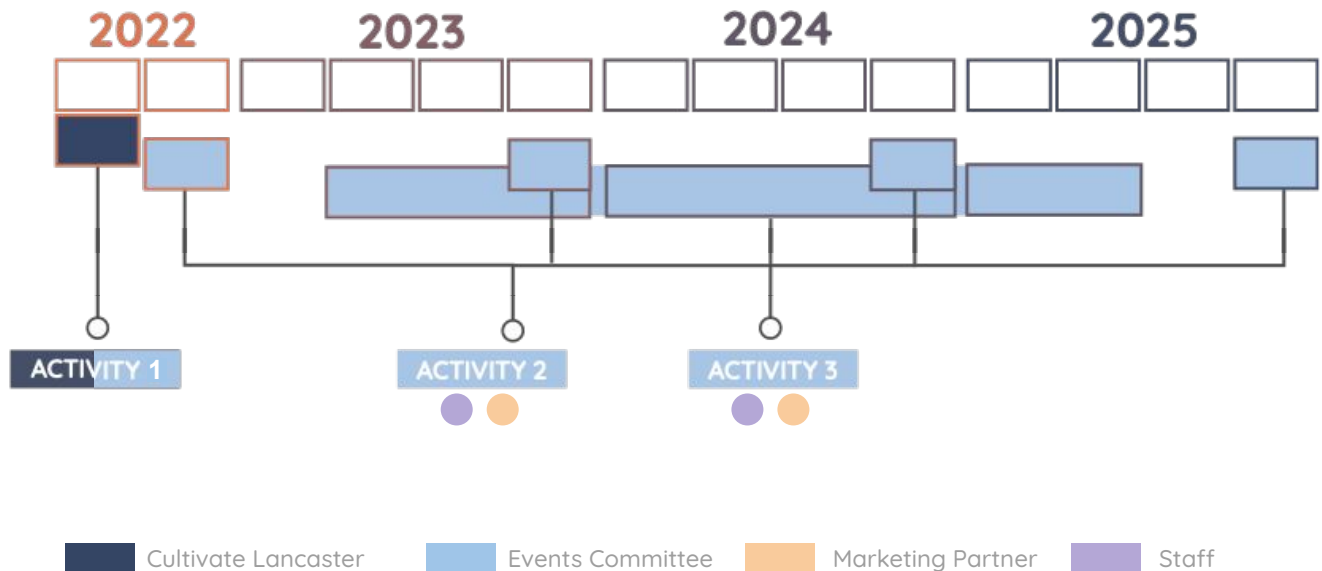 2022 2023 2024 2025
ACTIVITY 1 ACTIVITY 2 ACTIVITY 3
Cultivate Lancaster Events Committee Marketing Partner Staff